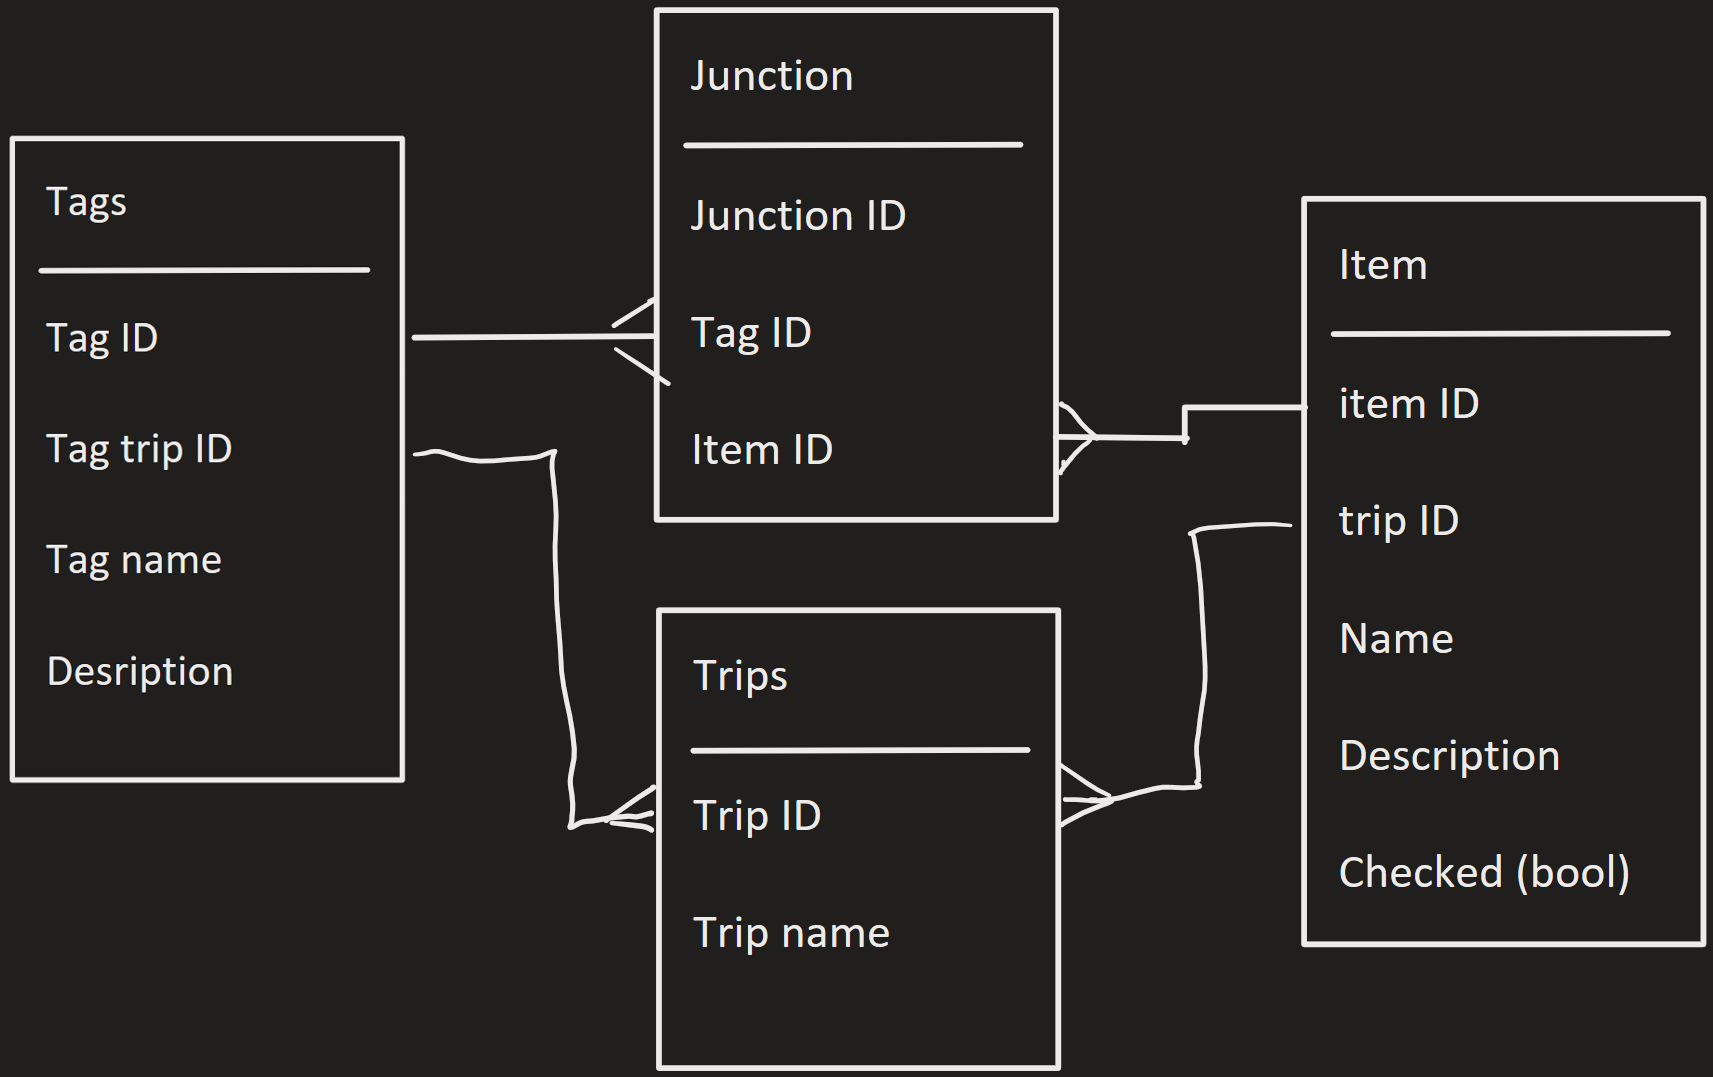 Tags
Tag ID
Tag trip ID
Tag name
Desription
Junction
Junction ID
Tag ID
Item ID
Trips
Trip ID
Trip name
Item
item ID
trip ID
Name
Description
Checked (bool)